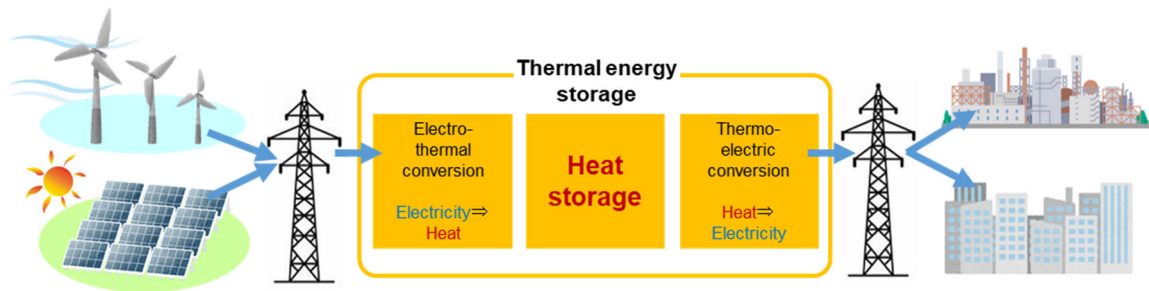 Thermal energy
storage
Electro-
thermal
conversion
Electricity⇒
Heat
Heat
storage
Thermo-
electric
conversion
Heat⇒
Electricity